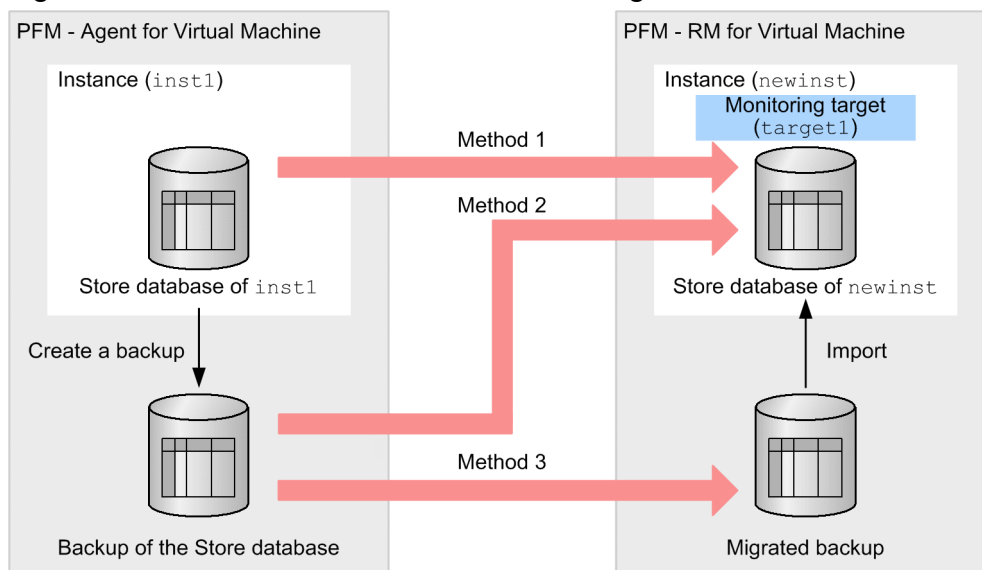 PFM - Agent for Virtual Machine
PFM - RM for Virtual Machine
Instance (inst1)
Instance (newinst)
Monitoring target
(target1)
Method 1
Method 2
Store database of inst1
Store database of newinst
Create a backup
Import
Method 3
Backup of the Store database
Migrated backup